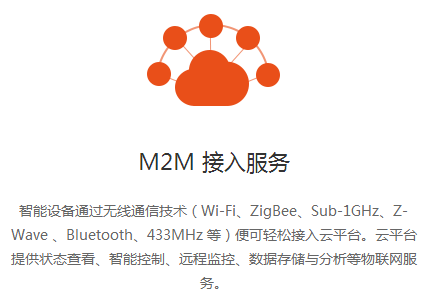 M2M 接入服务
智能设备通过无线通信技术（Wi-Fi、ZigBee、Sub-1GHz、Z-
Wave 、Bluetooth、433MHz 等）便可轻松接入云平台。云平台
提供状态查看、智能控制、远程监控、数据存储与分析等物联网服
务。